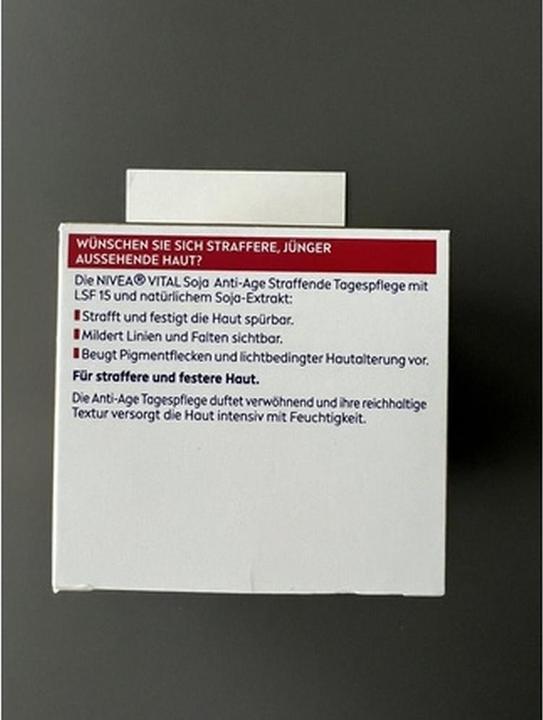 WÜNSCHEN SIE SICH STRAFFERE, JÜNGER
AUSSEHENDE HAUT?
Die NIVEA® VITAL Soja Anti-Age Straffende Tagespflege mit
LSF 15 und natürlichem Soja-Extrakt:
Strafft und festigt die Haut spürbar.
Mildert Linien und Falten sichtbar.
Beugt Pigmentflecken und lichtbedingter Hautalterung vor.
Für straffere und festere Haut.
Die Anti-Age Tagespflege duftet verwöhnend und ihre reichhaltige
Textur versorgt die Haut intensiv mit Feuchtigkeit.